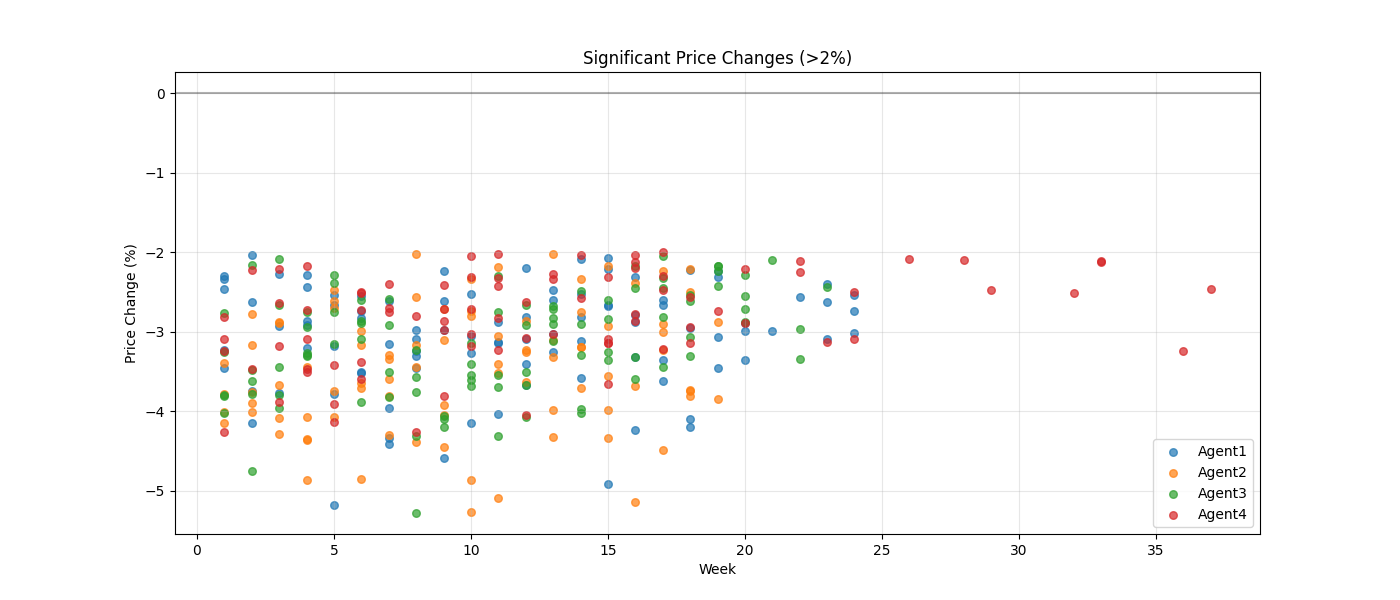 Significant Price Changes (>2%)
Price Change (%)
0
−1
−2
−3
−4
−5
0
5
10
15
20
25
30
35
Week
Agent1
Agent2
Agent3
Agent4